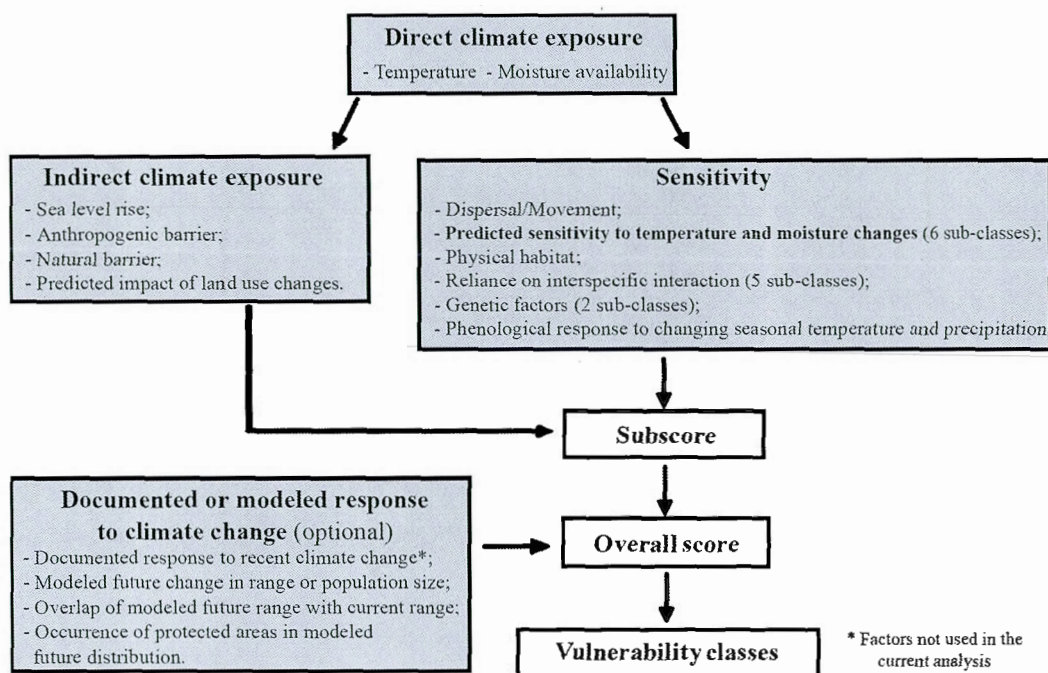 Direct climate exposure
- Temperature - Moisture availability
Indirect climate exposure
- Sea level rise;
- Anthropogenic barrier;
- Natural barrier;
- Predicted impact of land use changes.
Sensitivity
- Dispersal/Movement;
- Predicted sensitivity to temperature and moisture changes (6 sub-classes);
- Physical habitat;
- Reliance on interspecific interaction (5 sub-classes);
- Genetic factors (2 sub-classes);
- Phenological response to changing seasonal temperature and precipitation
Subscore
Documented or modeled response
to climate change (optional)
- Documented response to recent climate change*;
- Modeled future change in range or population size;
- Overlap of modeled future range with current range;
- Occurrence of protected areas in modeled
future distribution.
Overall score
Vulnerability classes
* Factors not used in the
current analysis